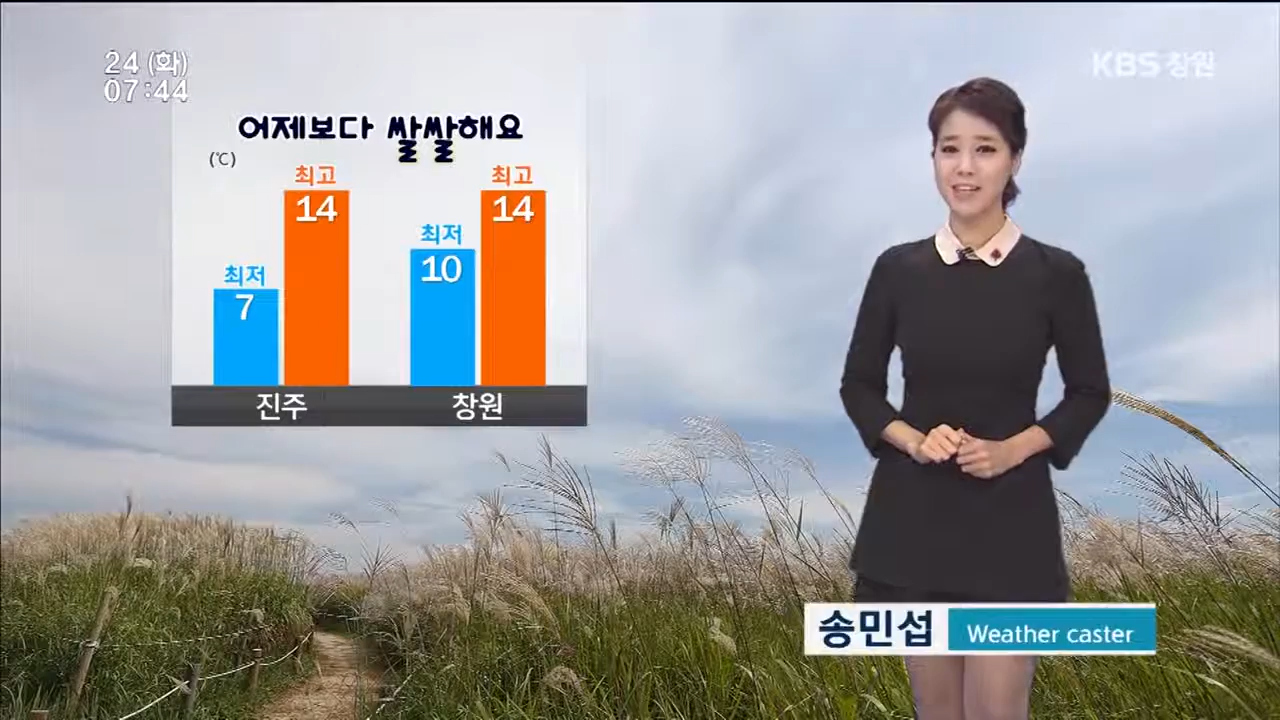 24 (화)
07:44
KBS 창원
어제보다 쌀쌀해요
(℃)
최고
14
최고
14
최저
10
최저
7
진주
창원
송민섭
Weather caster